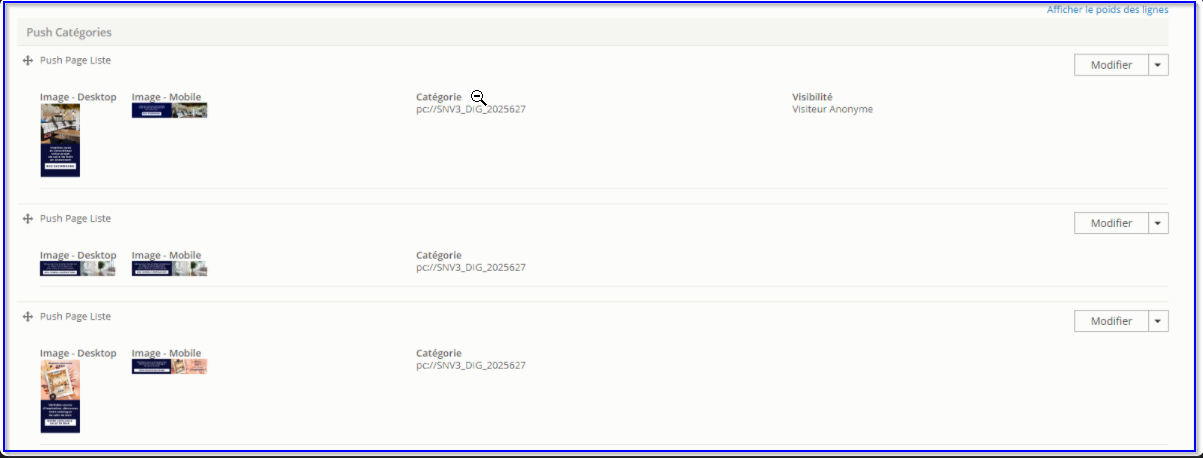 Afficher le poids des lignes
Push Catégories
Push Page Liste
Modifier
Image - Desktop Image - Mobile Catégorie Visibilité
pc://SNV3_DIG_2025627 Visiteur Anonyme
Push Page Liste
Modifier
Image - Desktop Image - Mobile Catégorie
pc://SNV3_DIG_2025627
Push Page Liste
Modifier
Image - Desktop Image - Mobile Catégorie
pc://SNV3_DIG_2025627